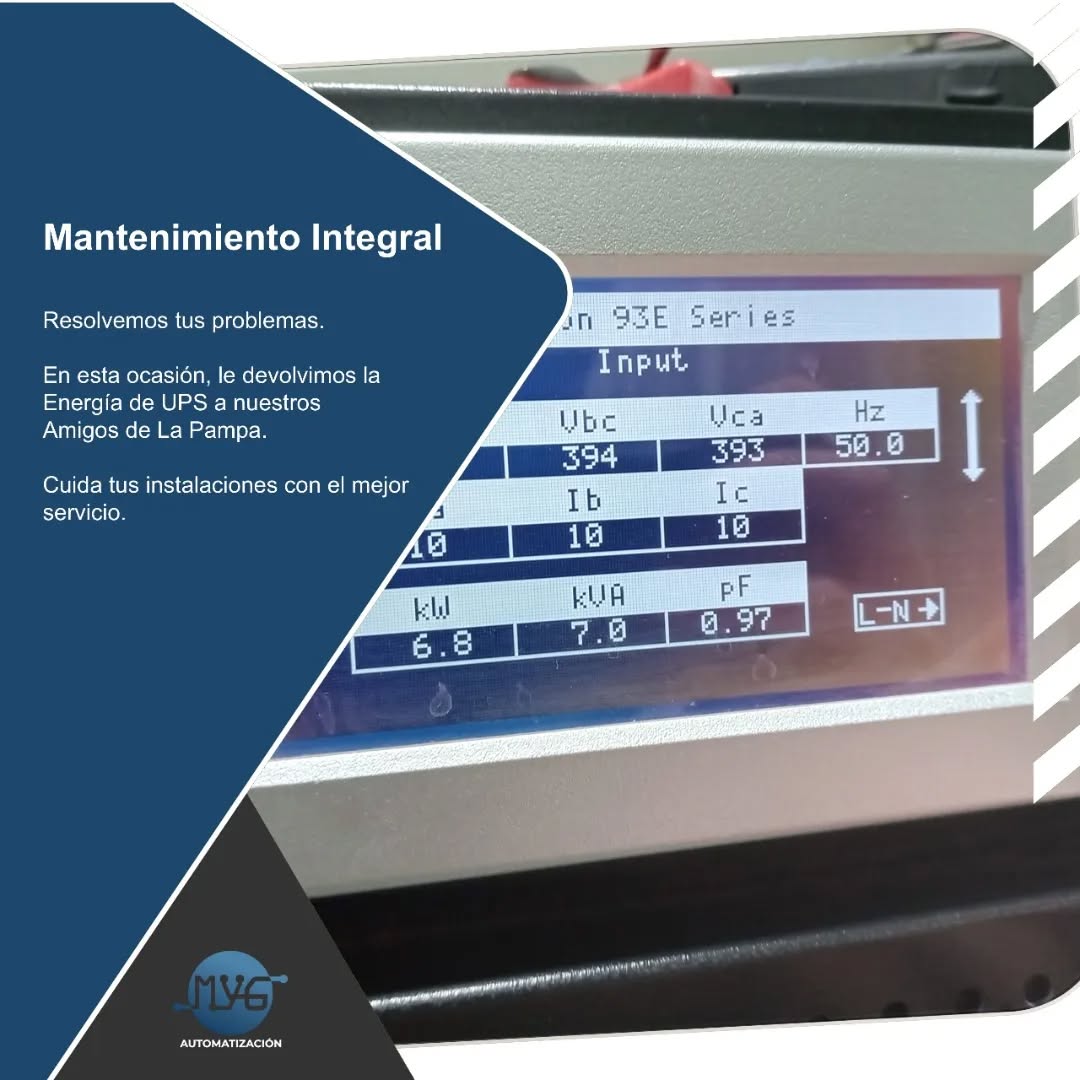 Mantenimiento Integral
Resolvemos tus problemas.
En esta ocasión, le devolvimos la
Energía de UPS a nuestros
Amigos de La Pampa.
Cuida tus instalaciones con el mejor
servicio.
93E Series
Input
Vbc Vca Hz
394 393 50.0
Ib Ic
10 10 10
kW kVA pF
6.8 7.0 0.97
L-N
MYG
AUTOMATIZACIÓN